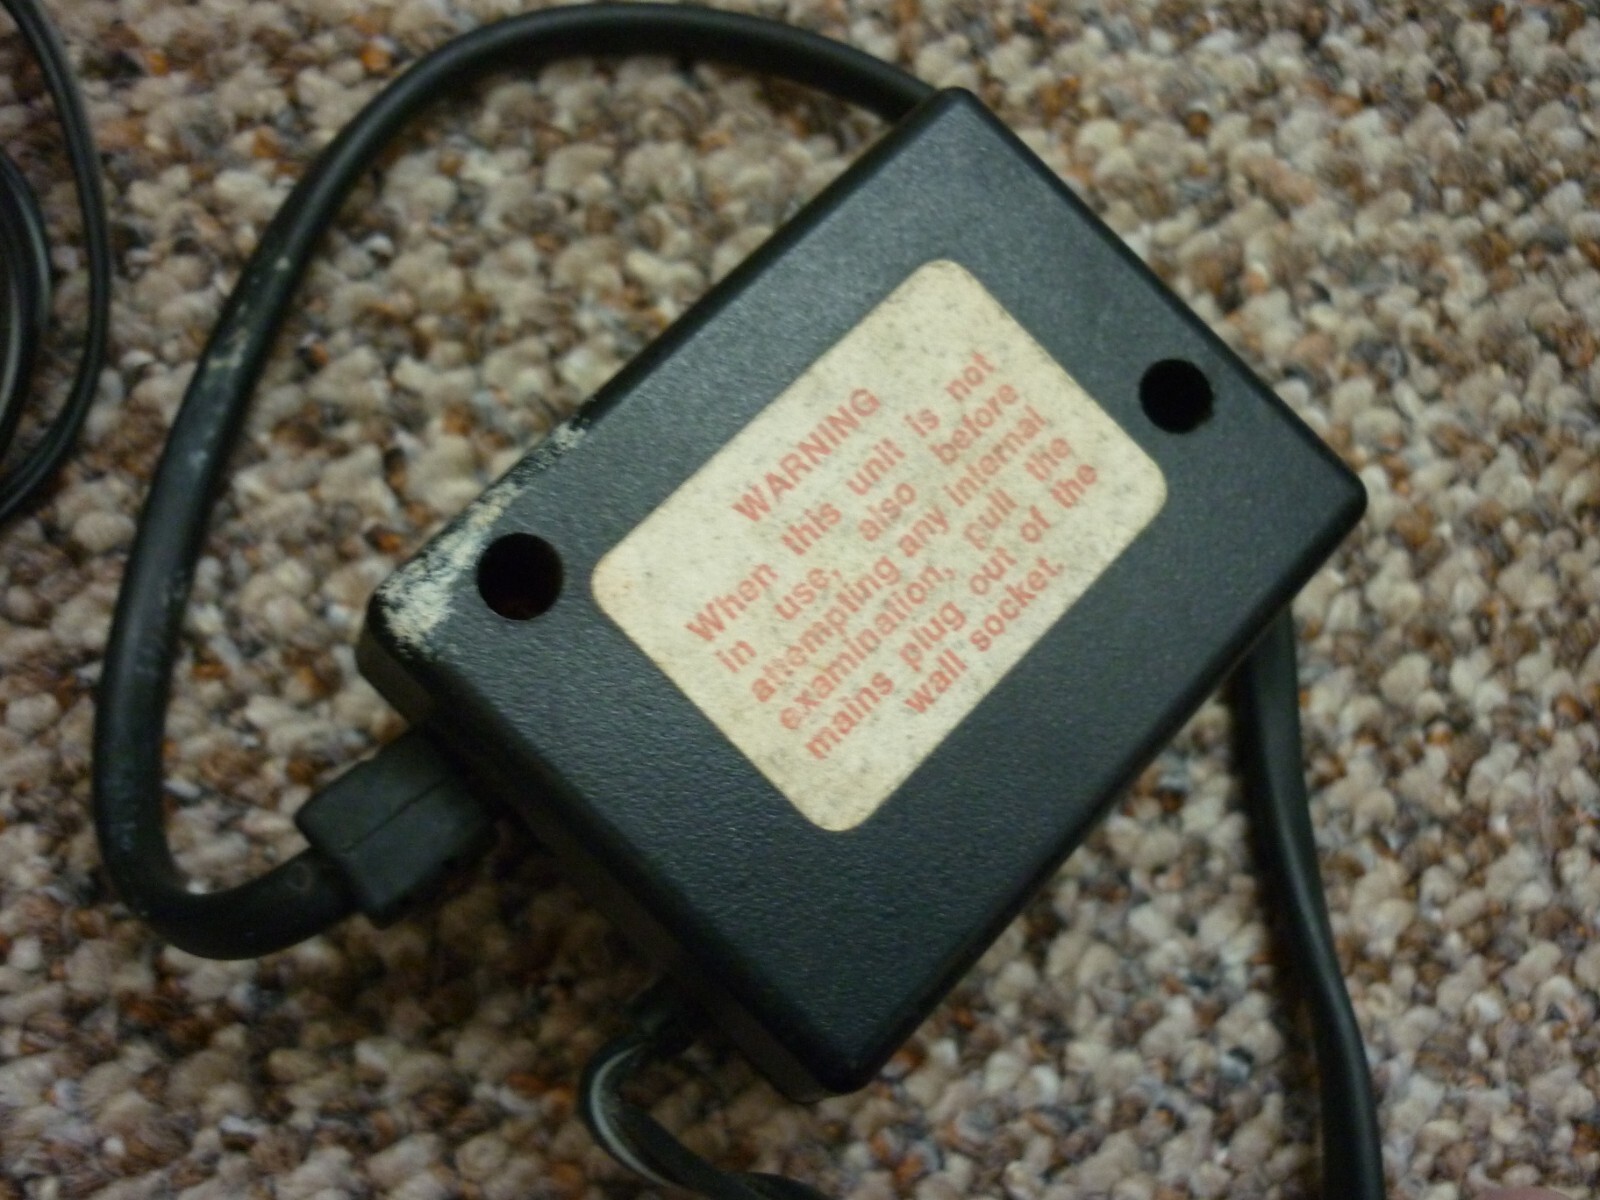 WARNING
When this unit is not
in use, also before
attempting any internal
examination, pull the
mains plug out of the
wall socket.